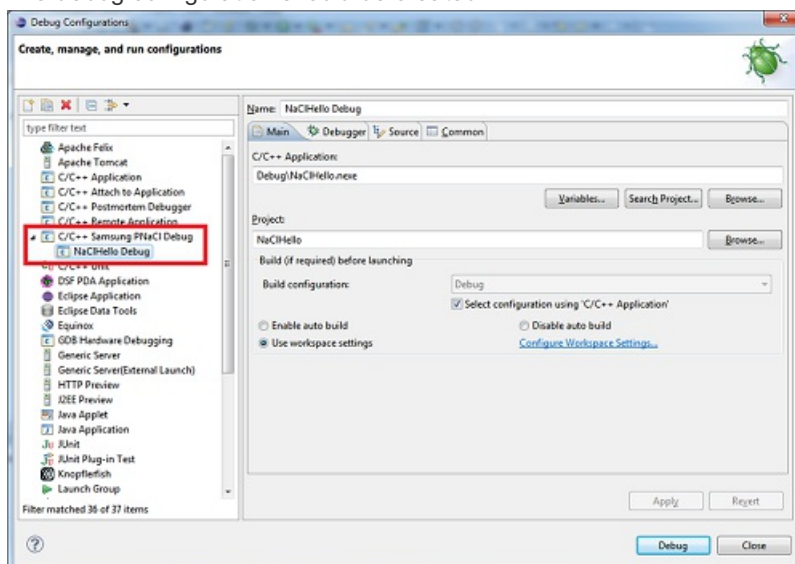 Debug Configurations
Create, manage, and run configurations
type filter text
Apache Felix
Apache Tomcat
C/C++ Application
C/C++ Attach to Application
C/C++ Postmortem Debugger
C/C++ Remote Application
C/C++ Samsung PNaCl Debug
NaClHello Debug
C/C++ Unit
DSF PDA Application
Eclipse Application
Eclipse Data Tools
Equinox
GDB Hardware Debugging
Generic Server
Generic Server(External Launch)
HTTP Preview
J2EE Preview
Java Applet
Java Application
JUnit
JUnit Plug-in Test
Knopflerfish
Launch Group
Filter matched 36 of 37 items
Name: NaClHello Debug
Main Debugger Source Common
C/C++ Application:
Debug\NaClHello.nexe
Variables... Search Project... Browse...
Project:
NaClHello
Browse...
Build (if required) before launching
Build configuration: Debug
Select configuration using 'C/C++ Application'
Enable auto build Disable auto build
Use workspace settings Configure Workspace Settings...
Apply Revert
Debug Close